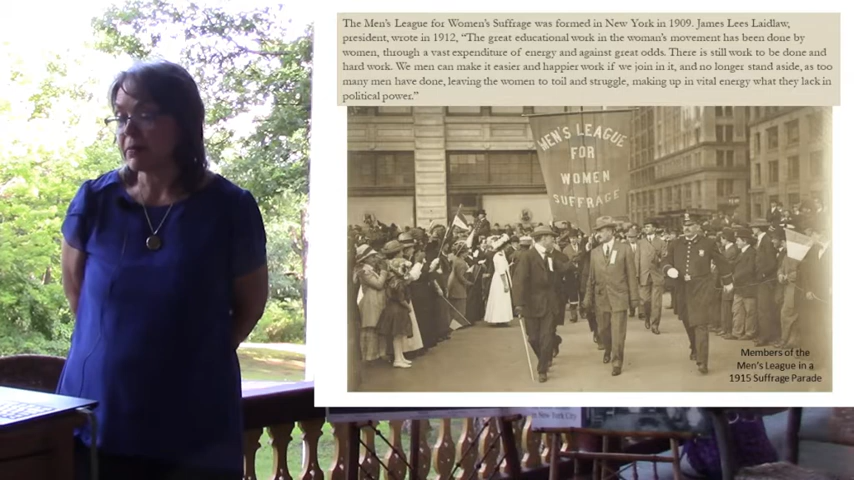 The Men's League for Women's Suffrage was formed in New York in 1909. James Lees Laidlaw,
president, wrote in 1912, “The great educational work in the woman's movement has been done by
women, through a vast expenditure of energy and against great odds. There is still work to be done and
hard work. We men can make it easier and happier work if we join in it, and no longer stand aside, as too
many men have done, leaving the women to toil and struggle, making up in vital energy what they lack in
political power.”
MEN'S LEAGUE
FOR
WOMEN
SUFFRAGE
Members of the
Men's League in a
1915 Suffrage Parade
New York City